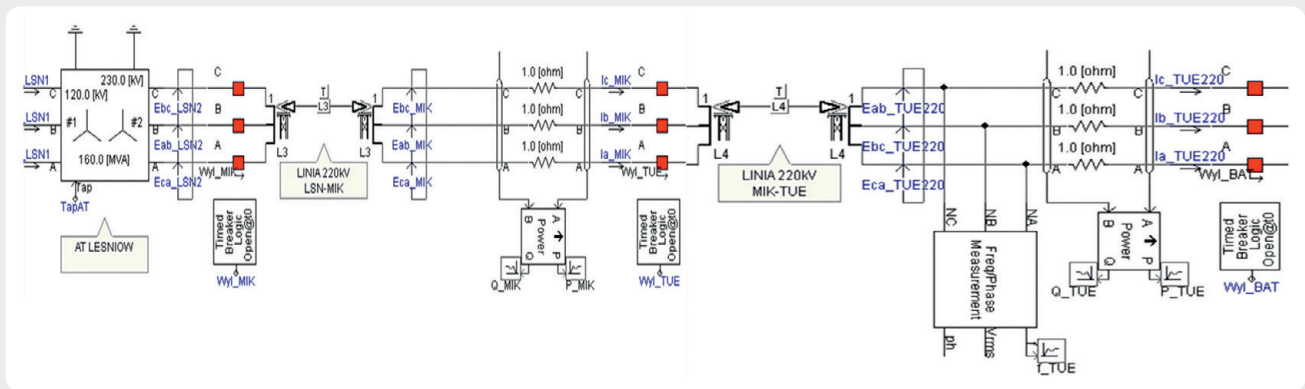 LSN1
LSN1
LSN1
C
B
A
230.0 [kV]
120.0 [kV]
#1
#2
160.0 [MVA]
C
B
A
Tap
TapAT
AT LESNIOW
Ebc_LSN2
Eab_LSN2
Eca_LSN2
C
B
A
Wyl_MIK
Timed
Breaker
Logic
Open@t0
Wyl_MIK
1
L3
T
L3
1
L3
LINIA 220kV
LSN-MIK
Ebc_MIK
Eab_MIK
Eca_MIK
C
B
A
1.0 [ohm]
1.0 [ohm]
1.0 [ohm]
C
B
A
Ic_MIK
Ib_MIK
Ia_MIK
C
B
A
Wyl_TUE
B
A
Power
Q
P
Q_MIK
P_MIK
Timed
Breaker
Logic
Open@t0
Wyl_TUE
1
L4
T
L4
1
L4
LINIA 220kV
MIK-TUE
Eab_TUE220
Ebc_TUE220
Eca_TUE220
NC
NB
NA
Freq/Phase
Measurement
ph
Vrms
f_TUE
C
B
A
1.0 [ohm]
1.0 [ohm]
1.0 [ohm]
C
B
A
Ic_TUE220
Ib_TUE220
Ia_TUE220
C
B
A
Wyl_BAT
B
A
Power
Q
P
Q_TUE
P_TUE
Timed
Breaker
Logic
Open@t0
Wyl_BAT